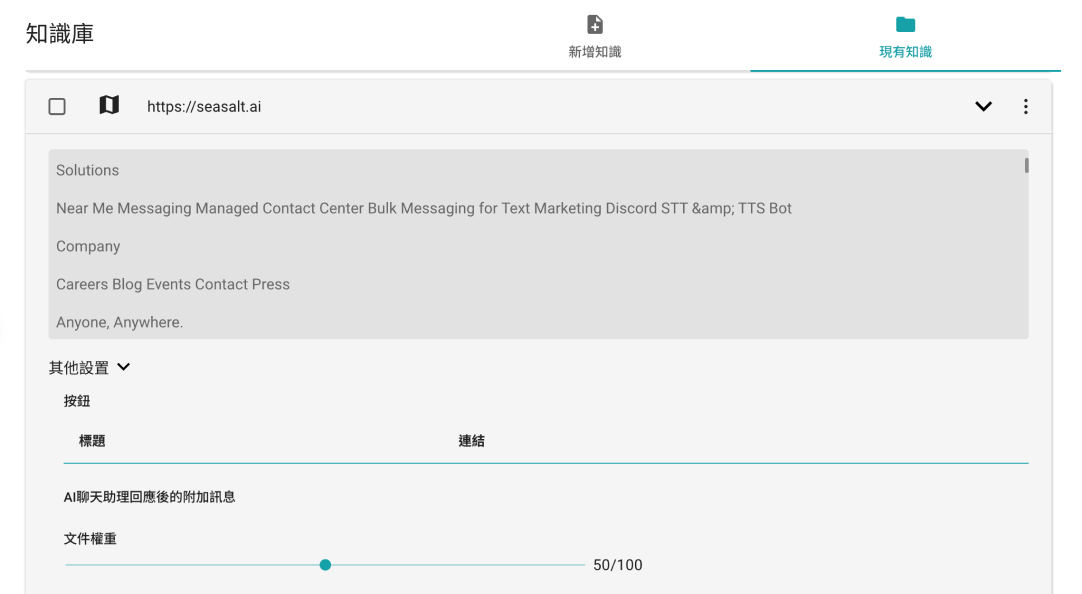 知識庫
新增知識
現有知識
https://seasalt.ai
Solutions
Near Me Messaging Managed Contact Center Bulk Messaging for Text Marketing Discord STT &amp; TTS Bot
Company
Careers Blog Events Contact Press
Anyone, Anywhere.
其他設置
按鈕
標題 連結
AI聊天助理回應後的附加訊息
文件權重
50/100